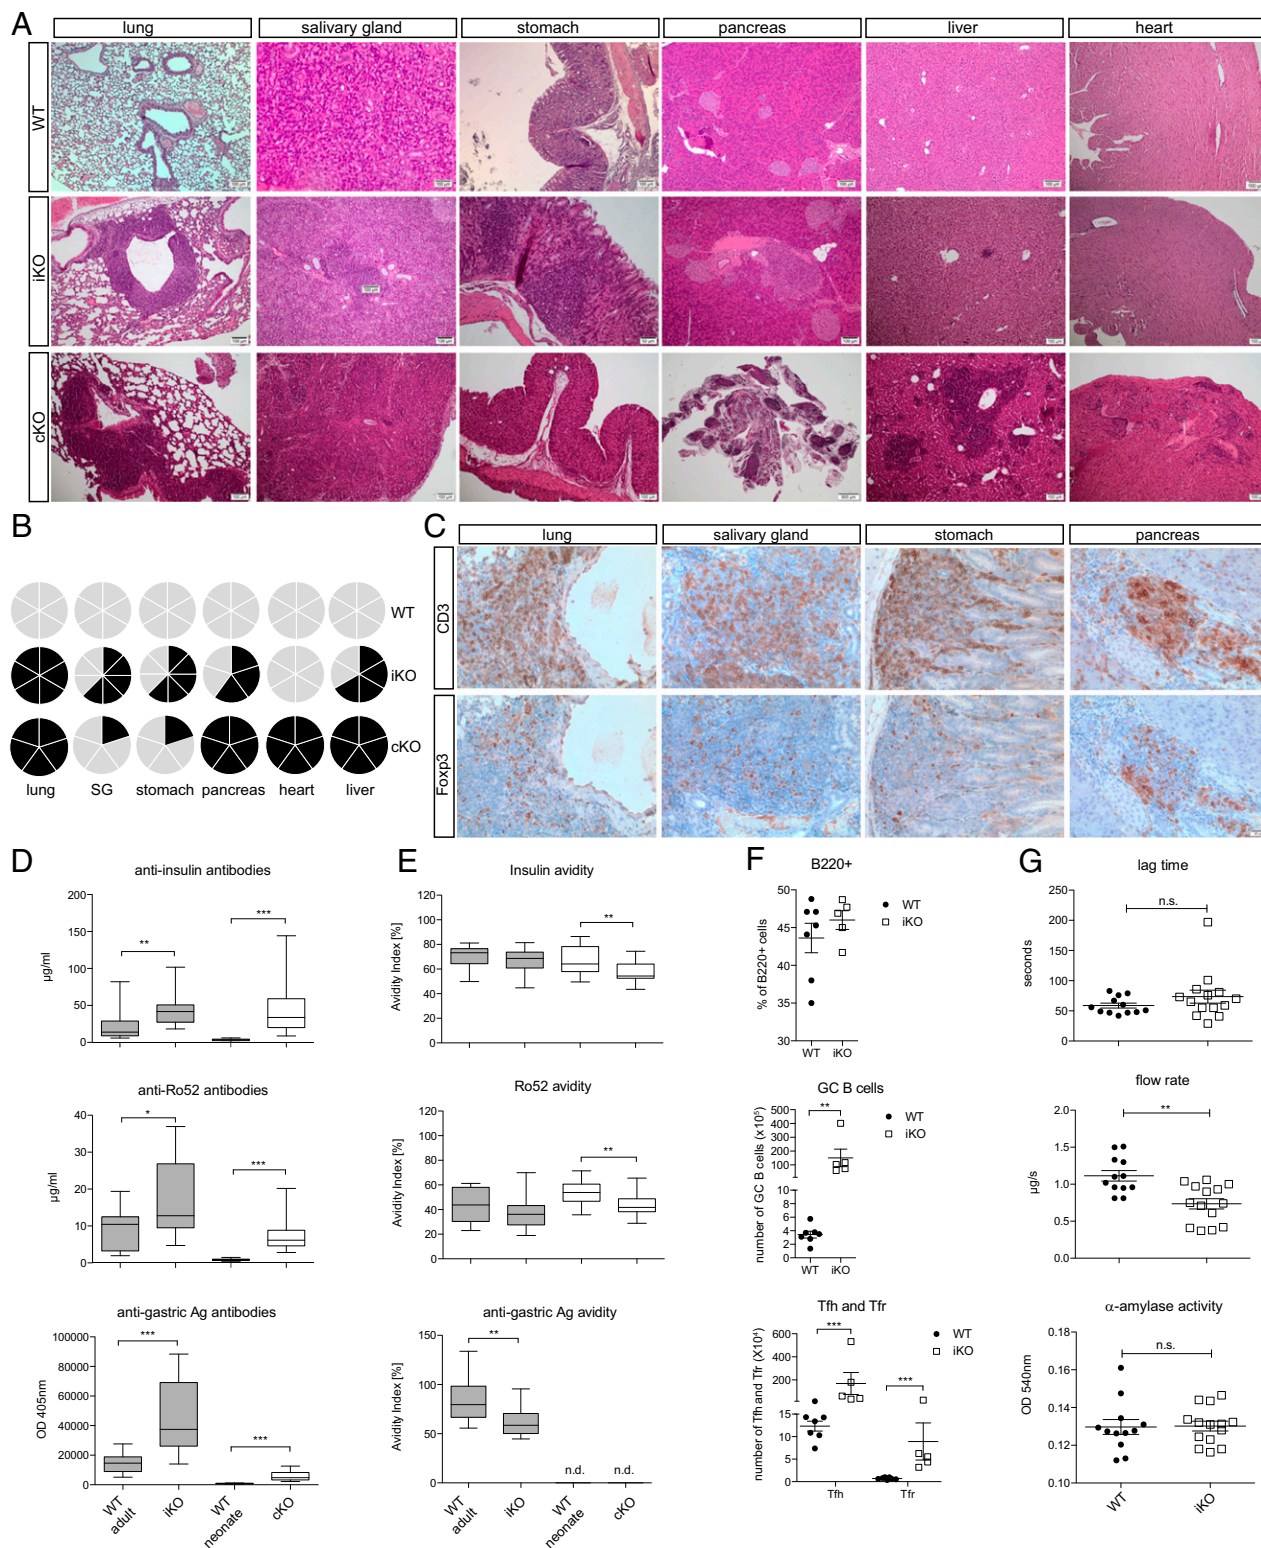 A
lung
salivary gland
stomach
pancreas
liver
heart
WT
iKO
cKO
B
WT
iKO
cKO
lung
SG
stomach
pancreas
heart
liver
C
lung
salivary gland
stomach
pancreas
CD3
Foxp3
D
anti-insulin antibodies
µg/ml
200
150
100
50
0
**
***
anti-Ro52 antibodies
µg/ml
40
30
20
10
0
*
***
anti-gastric Ag antibodies
OD 405nm
100000
80000
60000
40000
20000
0
***
***
WT adult
iKO
WT neonate
cKO
E
Insulin avidity
Avidity Index [%]
120
100
80
60
40
20
0
**
Ro52 avidity
Avidity Index [%]
120
100
80
60
40
20
0
**
anti-gastric Ag avidity
Avidity Index [%]
150
100
50
0
**
n.d.
n.d.
WT adult
iKO
WT neonate
cKO
F
B220+
% of B220+ cells
50
45
40
35
30
WT
iKO
WT
iKO
GC B cells
number of GC B cells (x10⁵)
500
400
300
200
100
10
8
6
4
2
0
**
WT
iKO
WT
iKO
Tfh and Tfr
number of Tfh and Tfr (X10⁴)
600
400
200
15
10
5
0
***
***
WT
iKO
Tfh
Tfr
G
lag time
seconds
250
200
150
100
50
0
n.s.
flow rate
µg/s
2.0
1.5
1.0
0.5
0.0
**
α-amylase activity
OD 540nm
0.18
0.16
0.14
0.12
0.10
n.s.
WT
iKO